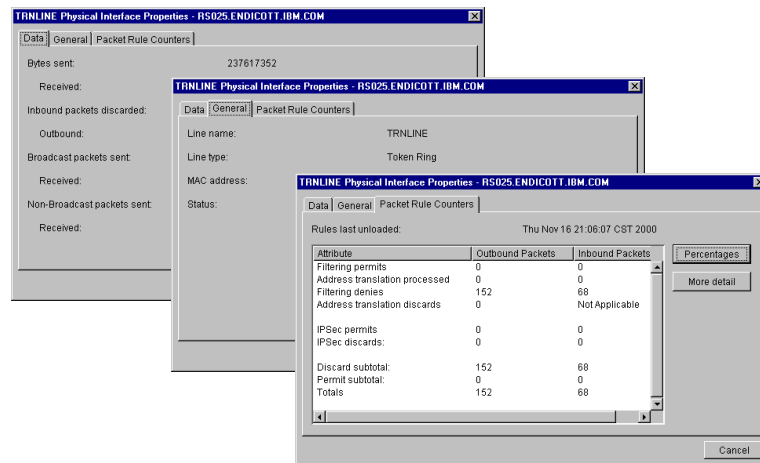 TRNLINE Physical Interface Properties - RS025.ENDICOTT.IBM.COM
Data General Packet Rule Counters
Bytes sent: 237617352
Received:
Inbound packets discarded:
Outbound:
Broadcast packets sent:
Received:
Non-Broadcast packets sent:
Received:
TRNLINE Physical Interface Properties - RS025.ENDICOTT.IBM.COM
Data General Packet Rule Counters
Line name: TRNLINE
Line type: Token Ring
MAC address:
Status:
TRNLINE Physical Interface Properties - RS025.ENDICOTT.IBM.COM
Data General Packet Rule Counters
Rules last unloaded: Thu Nov 16 21:06:07 CST 2000
Attribute Outbound Packets Inbound Packets
Filtering permits 0 0
Address translation processed 0 0
Filtering denies 152 68
Address translation discards 0 Not Applicable
IPSec permits 0 0
IPSec discards: 0 0
Discard subtotal: 152 68
Permit subtotal: 0 0
Totals 152 68
Percentages
More detail
Cancel